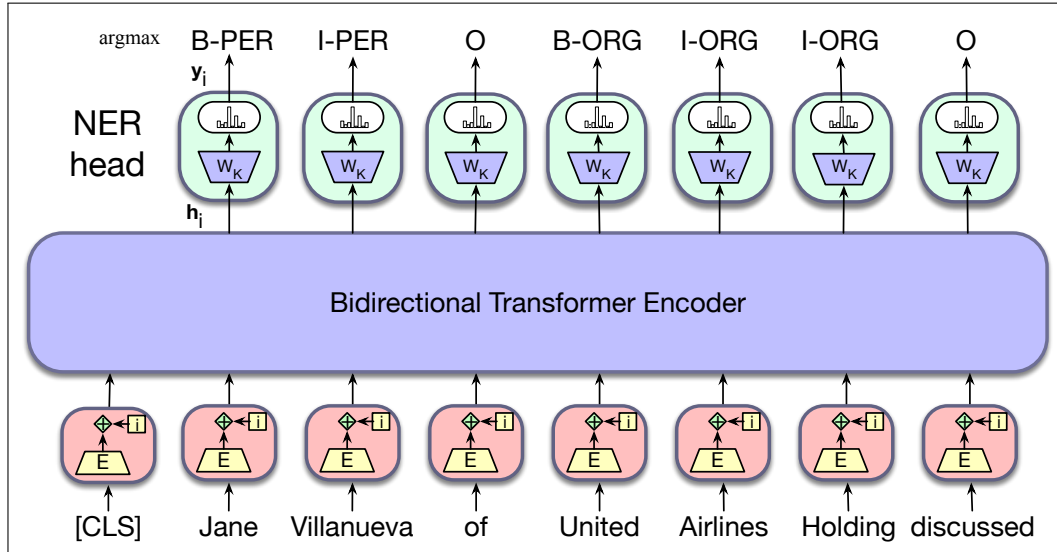 argmax B-PER I-PER O B-ORG I-ORG I-ORG O
y_i
NER
head
W_K W_K W_K W_K W_K W_K W_K
h_i
Bidirectional Transformer Encoder
+ i + i + i + i + i + i + i + i
E E E E E E E E
[CLS] Jane Villanueva of United Airlines Holding discussed